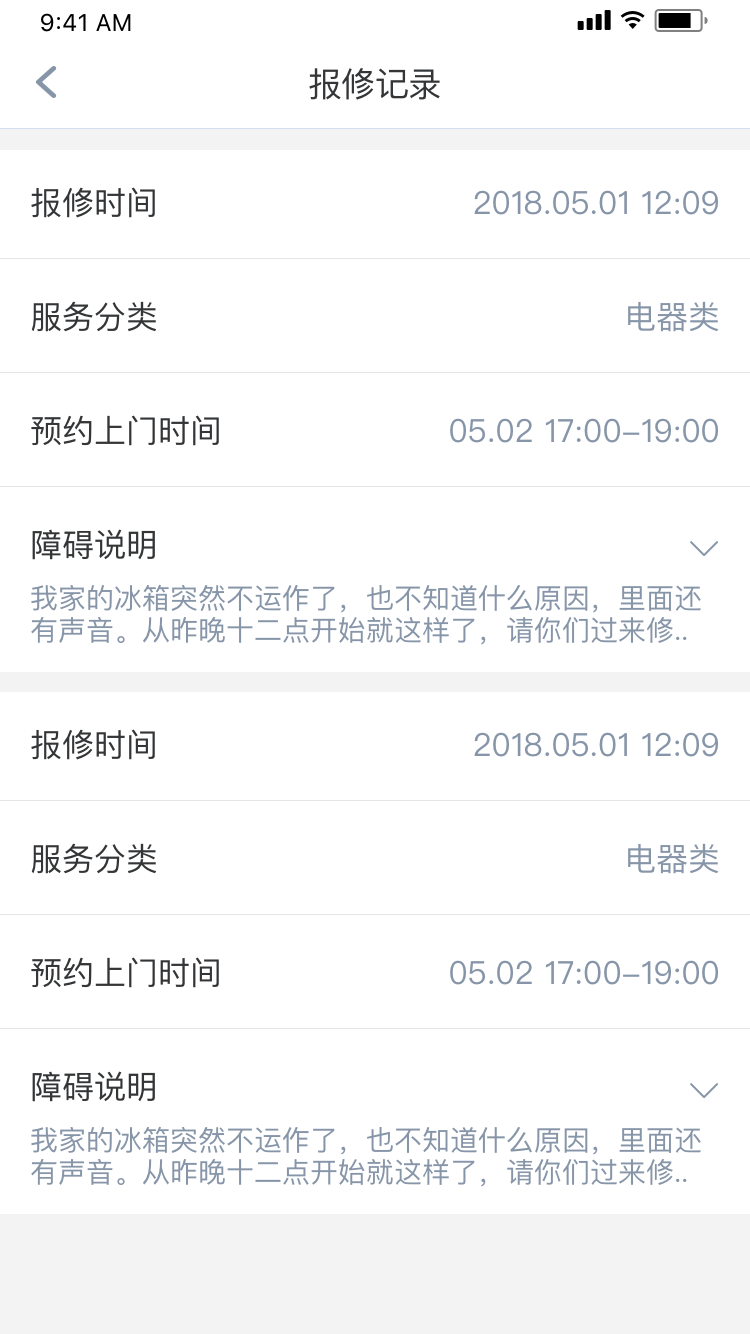 9:41 AM
报修记录
报修时间 2018.05.01 12:09
服务分类 电器类
预约上门时间 05.02 17:00–19:00
障碍说明
我家的冰箱突然不运作了，也不知道什么原因，里面还
有声音。从昨晚十二点开始就这样了，请你们过来修..
报修时间 2018.05.01 12:09
服务分类 电器类
预约上门时间 05.02 17:00–19:00
障碍说明
我家的冰箱突然不运作了，也不知道什么原因，里面还
有声音。从昨晚十二点开始就这样了，请你们过来修..